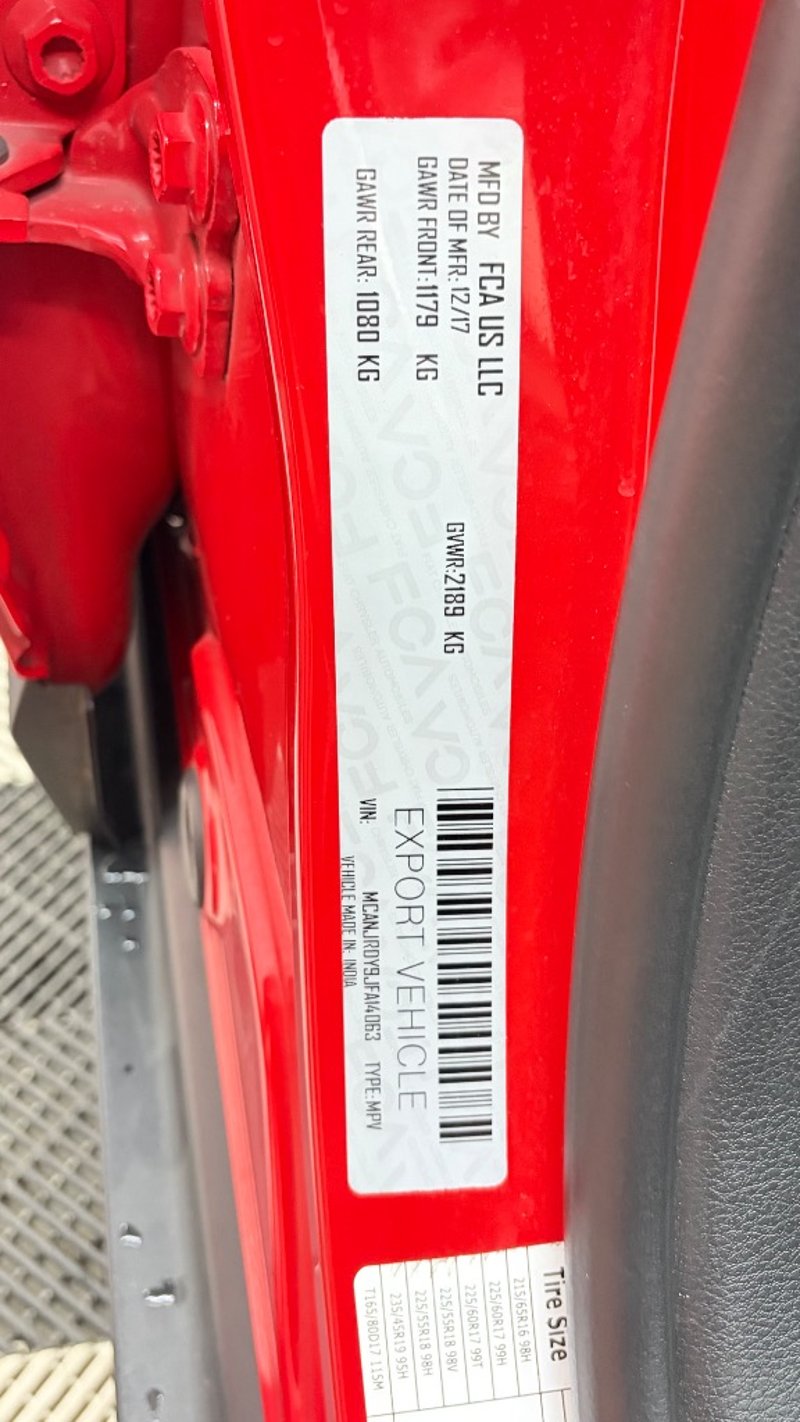 MFD BY FCA US LLC
DATE OF MFR:12/17 GVWR:2189 KG
GAWR FRONT:1179 KG
GAWR REAR: 1080 KG
EXPORT VEHICLE
VIN: MCANJRDY9JFA14063 TYPE:MPV
VEHICLE MADE IN: INDIA
Tire Size
215/65R16 98H
225/60R17 99H
225/60R17 99T
225/55R18 98V
225/55R18 98H
235/45R19 95H
T165/80D17 115M